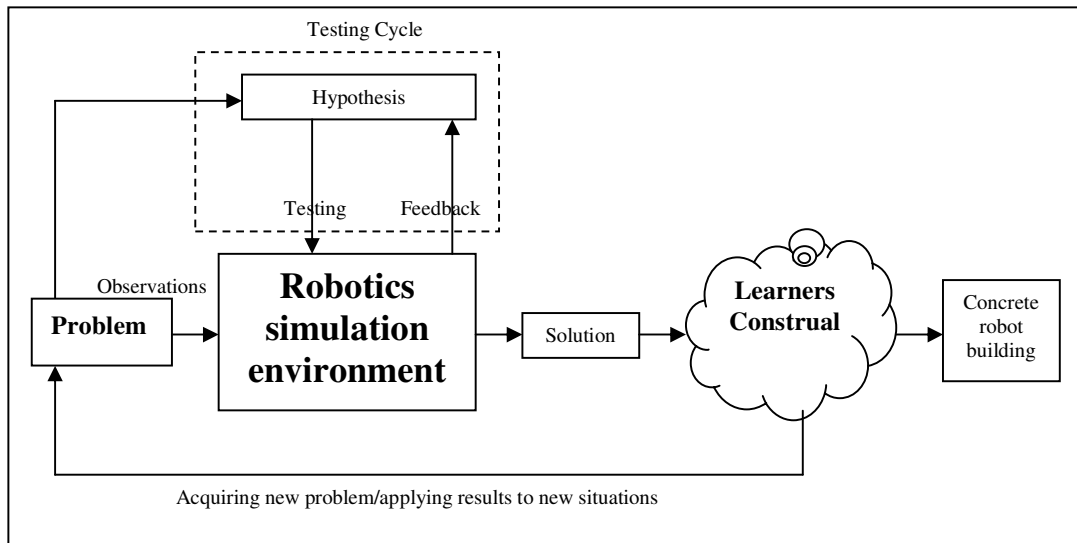 Testing Cycle
Hypothesis
Testing
Feedback
Observations
Problem
Robotics
simulation
environment
Solution
Learners
Construal
Concrete
robot
building
Acquiring new problem/applying results to new situations